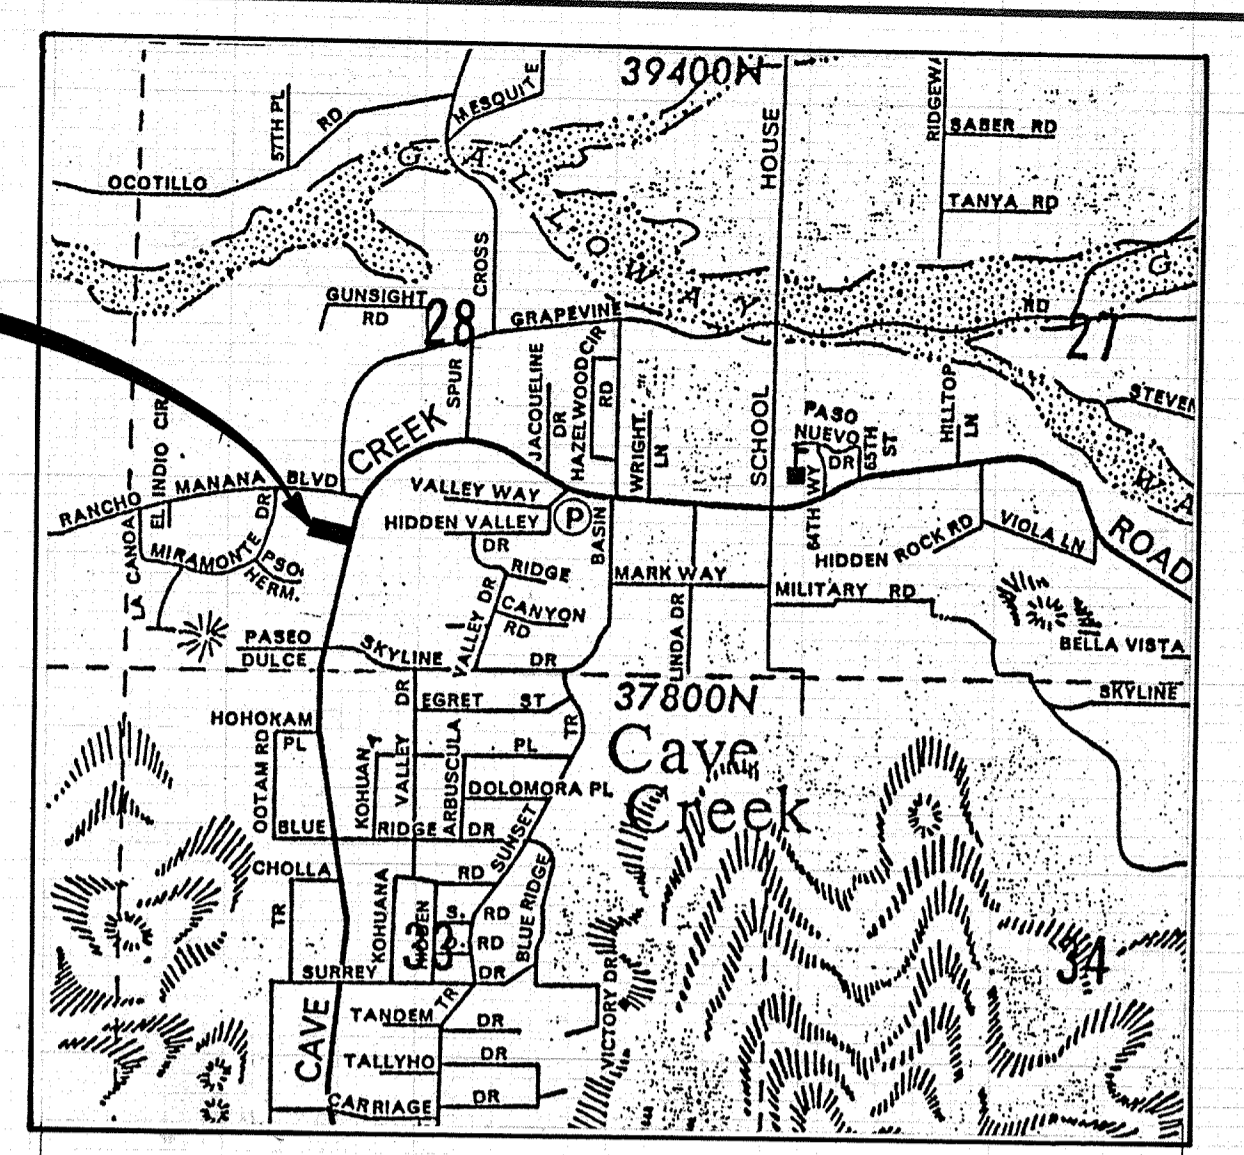 39400N
MESQUITE
57TH PL
RD
HOUSE
RIDGEWA
SABER RD
OCOTILLO
GALLOWAY
TANYA RD
CROSS
G
GUNSIGHT
RD
28
GRAPEVINE
RD
27
SPUR
JACQUELINE
DR
HAZELWOOD CIR
RD
WRIGHT
LN
SCHOOL
PASO
NUEVO
DR
65TH
ST
HILLTOP
LN
STEVEN
CREEK
EL INDIO CIR
RANCHO MANANA BLVD
VALLEY WAY
HIDDEN VALLEY
DR
P
BASIN
64TH WY
WA
ROAD
HIDDEN ROCK RD
VIOLA LN
LA CANOA
MIRAMONTE DR
PSO.
HERM.
RIDGE
MARK WAY
MILITARY RD
CANYON
RD
VALLEY DR
LINDA DR
PASEO
DULCE
SKYLINE DR
BELLA VISTA
37800N
SKYLINE
EGRET ST
HOHOKAM
PL
OOTAM RD
KOHUANA
VALLEY DR
ARBUSCULA
PL
TR
Cave
Creek
DOLOMORA PL
BLUE RIDGE DR
SUNSET
CHOLLA
RD
TR
KOHUANA
S. RD
RD
BLUE RIDGE
33
34
SURREY DR
VICTORY DR
CAVE
TANDEM TR
DR
TALLYHO
DR
CARRIAGE
DR